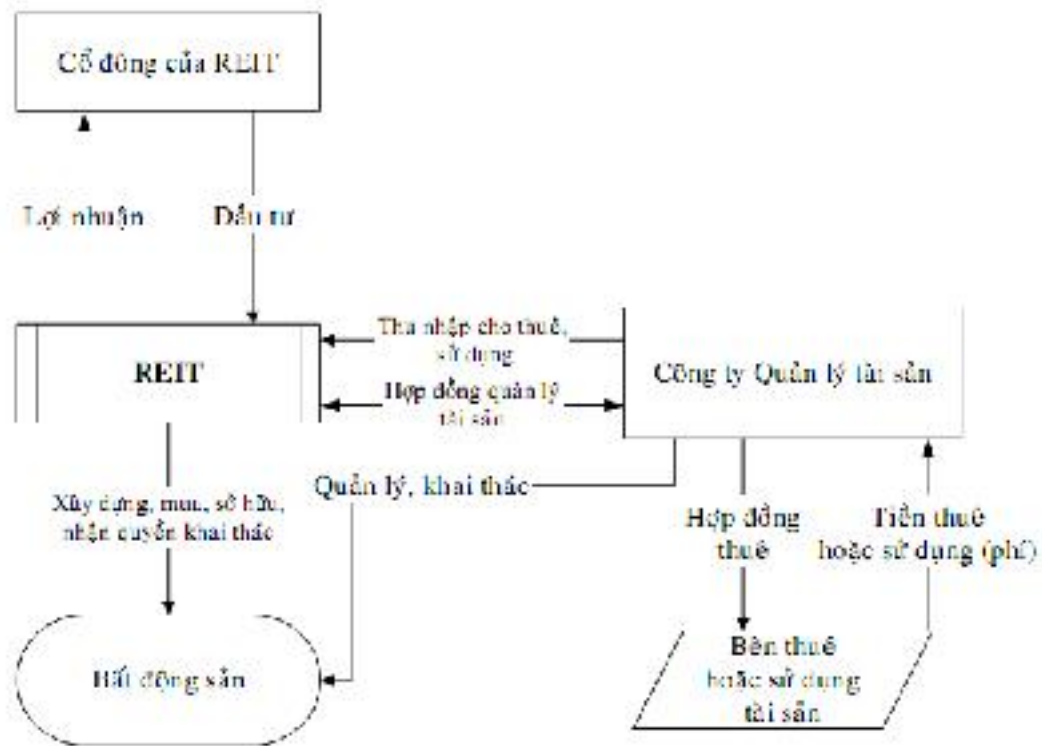 Cổ đông của REIT
Lợi nhuận
Đầu tư
REIT
Thu nhập cho thuê,
sử dụng
Hợp đồng quản lý
tài sản
Công ty Quản lý tài sản
Xây dựng, mua, sở hữu,
nhận quyền khai thác
Quản lý, khai thác
Hợp đồng
thuê
Tiền thuê
hoặc sử dụng (phí)
Bất động sản
Bên thuê
hoặc sử dụng
tài sản